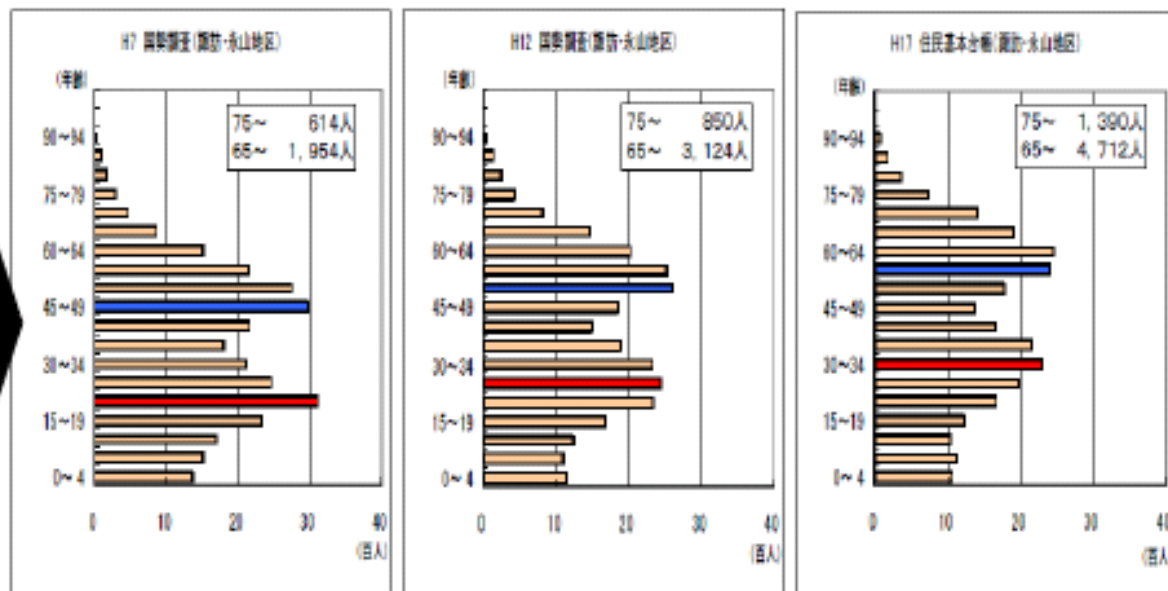 H7 国勢調査(諏訪・永山地区)
(年齢)
75～ 614人
65～ 1,954人
90～94
75～79
60～64
45～49
30～34
15～19
0～4
0 10 20 30 40
(百人)
H12 国勢調査(諏訪・永山地区)
(年齢)
75～ 850人
65～ 3,124人
90～94
75～79
60～64
45～49
30～34
15～19
0～4
0 10 20 30 40
(百人)
H17 住民基本台帳(諏訪・永山地区)
(年齢)
75～ 1,390人
65～ 4,712人
90～94
75～79
60～64
45～49
30～34
15～19
0～4
0 10 20 30 40
(百人)